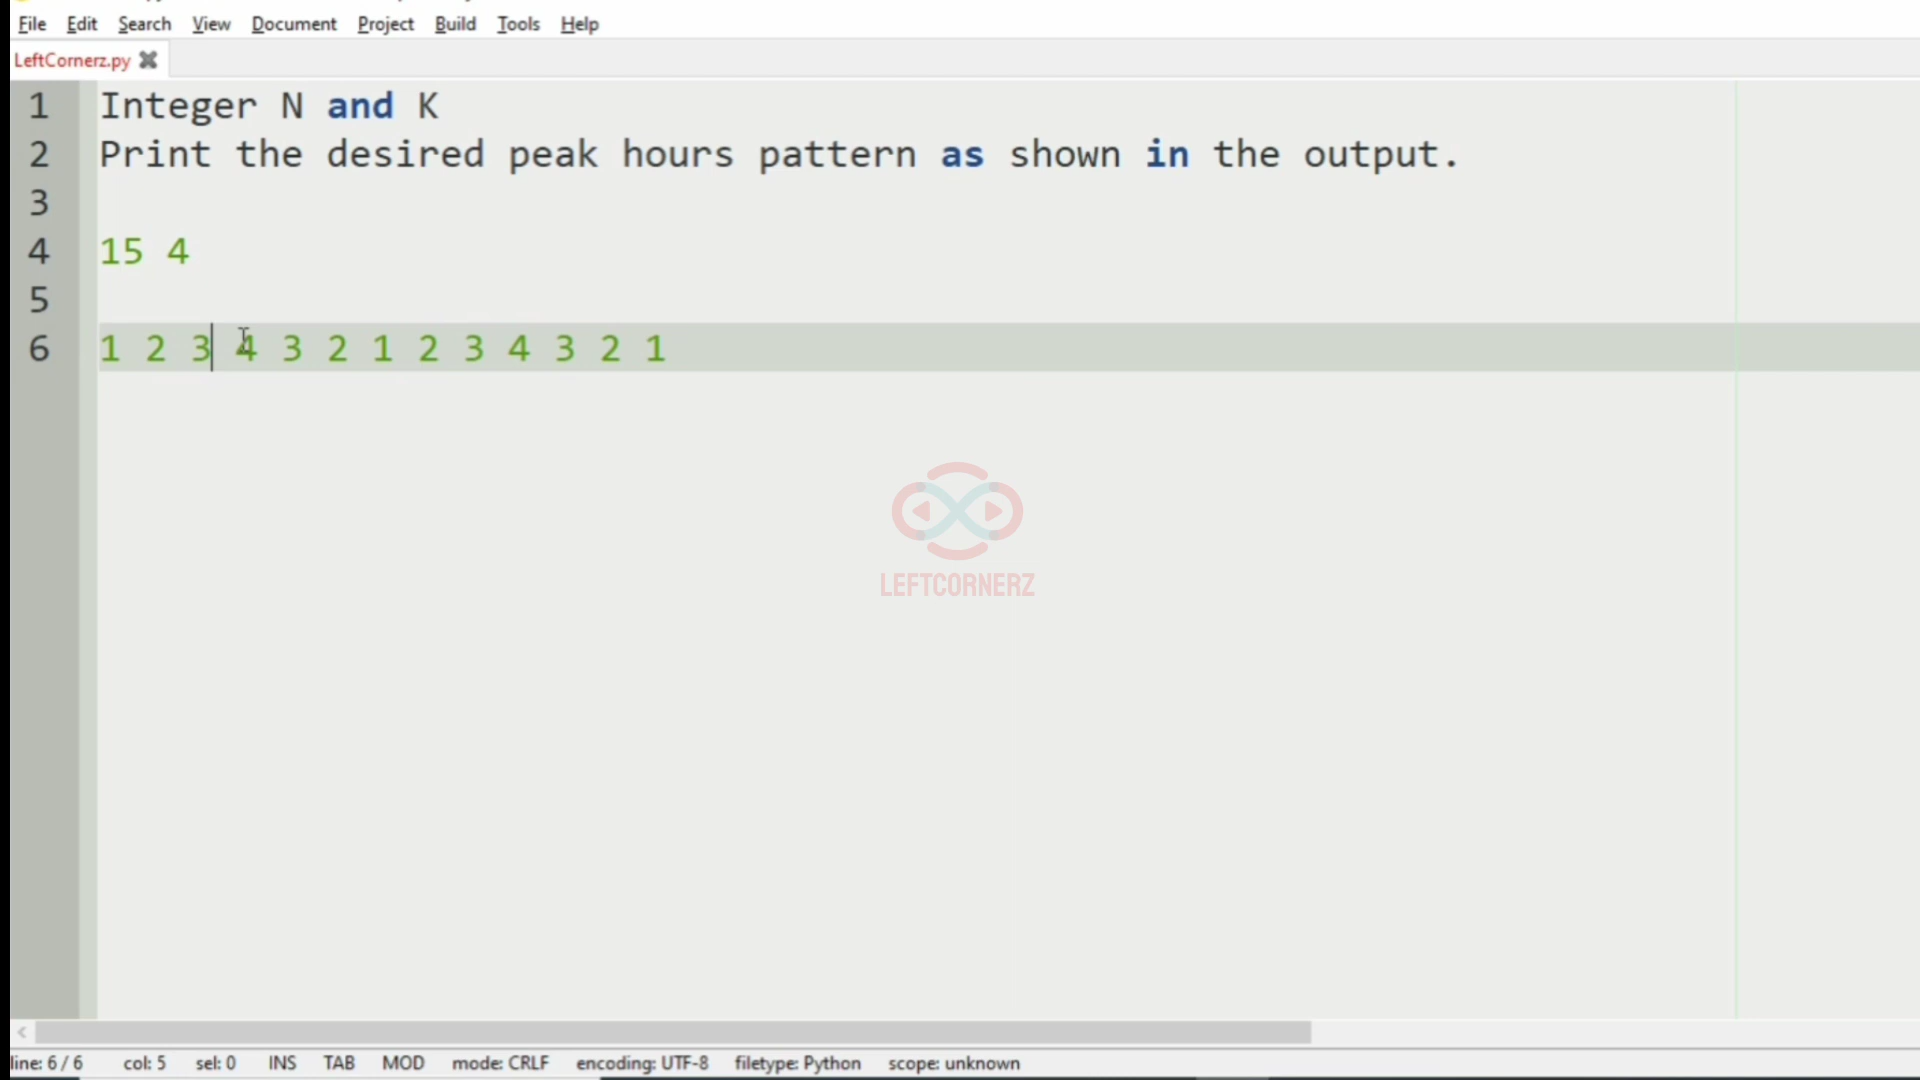 File Edit Search View Document Project Build Tools Help
LeftCornerz.py
1 Integer N and K
2 Print the desired peak hours pattern as shown in the output.
3
4 15 4
5
6 1 2 3 4 3 2 1 2 3 4 3 2 1
LEFTCORNERZ
line: 6 / 6 col: 5 sel: 0 INS TAB MOD mode: CRLF encoding: UTF-8 filetype: Python scope: unknown